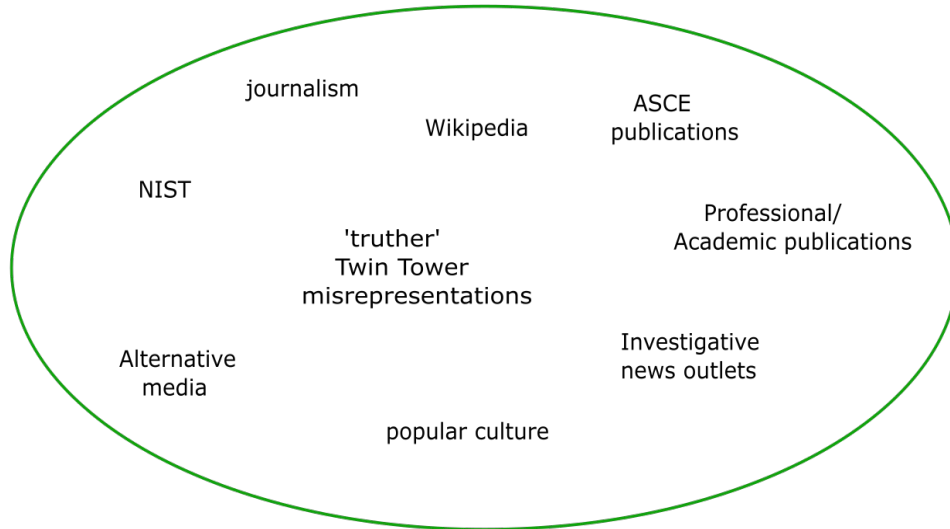 journalism
Wikipedia
ASCE
publications
NIST
Professional/
Academic publications
'truther'
Twin Tower
misrepresentations
Investigative
news outlets
Alternative
media
popular culture